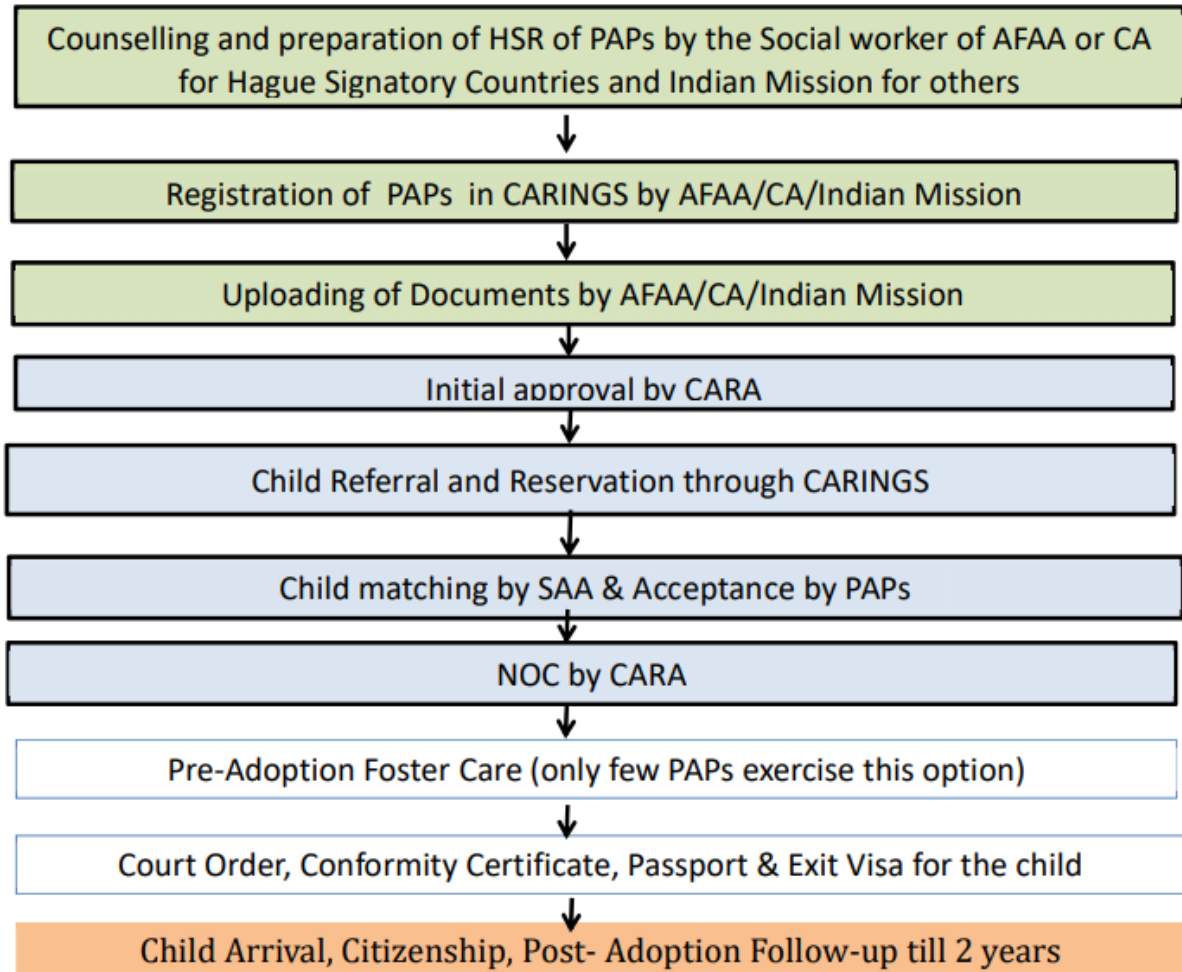 Counselling and preparation of HSR of PAPs by the Social worker of AFAA or CA
for Hague Signatory Countries and Indian Mission for others
Registration of PAPs in CARINGS by AFAA/CA/Indian Mission
Uploading of Documents by AFAA/CA/Indian Mission
Initial approval by CARA
Child Referral and Reservation through CARINGS
Child matching by SAA & Acceptance by PAPs
NOC by CARA
Pre-Adoption Foster Care (only few PAPs exercise this option)
Court Order, Conformity Certificate, Passport & Exit Visa for the child
Child Arrival, Citizenship, Post- Adoption Follow-up till 2 years